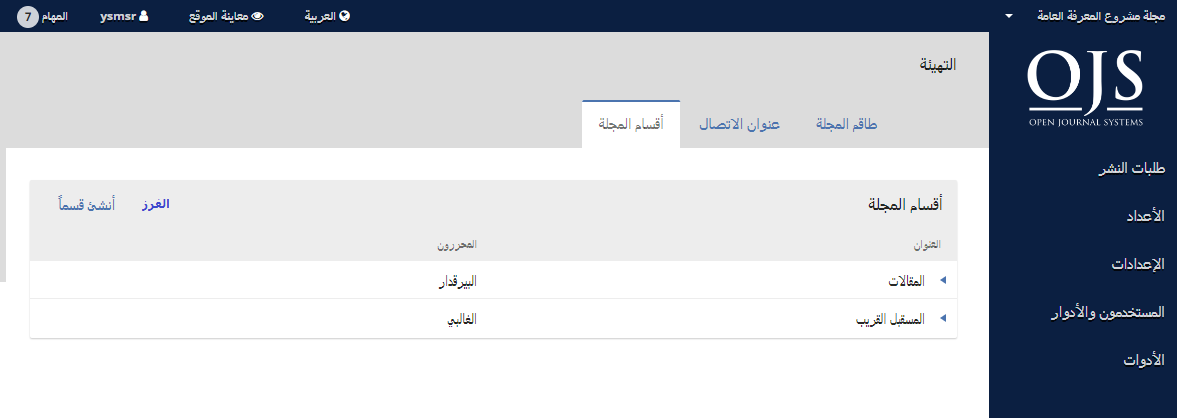 مجلة مشروع المعرفة العامة
العربية
معاينة الموقع
ysmsr
المهام 7
OJS
OPEN JOURNAL SYSTEMS
طلبات النشر
الأعداد
الإعدادات
المستخدمون والأدوار
الأدوات
التهيئة
طاقم المجلة
عنوان الاتصال
أقسام المجلة
أقسام المجلة
الفرز
أنشئ قسماً
العنوان
المحررون
المقالات
البيرقدار
المسقبل القريب
الغالبي